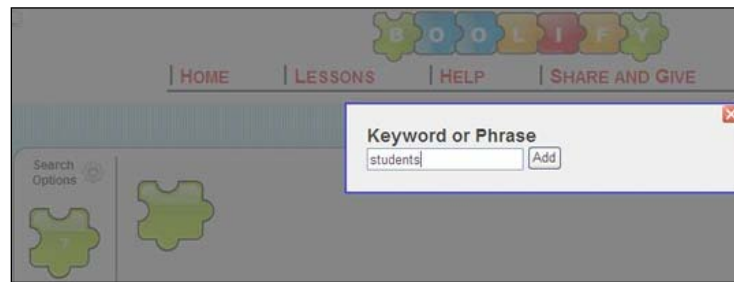 BOOLIFY
HOME LESSONS HELP SHARE AND GIVE
Keyword or Phrase
students Add
Search
Options
?